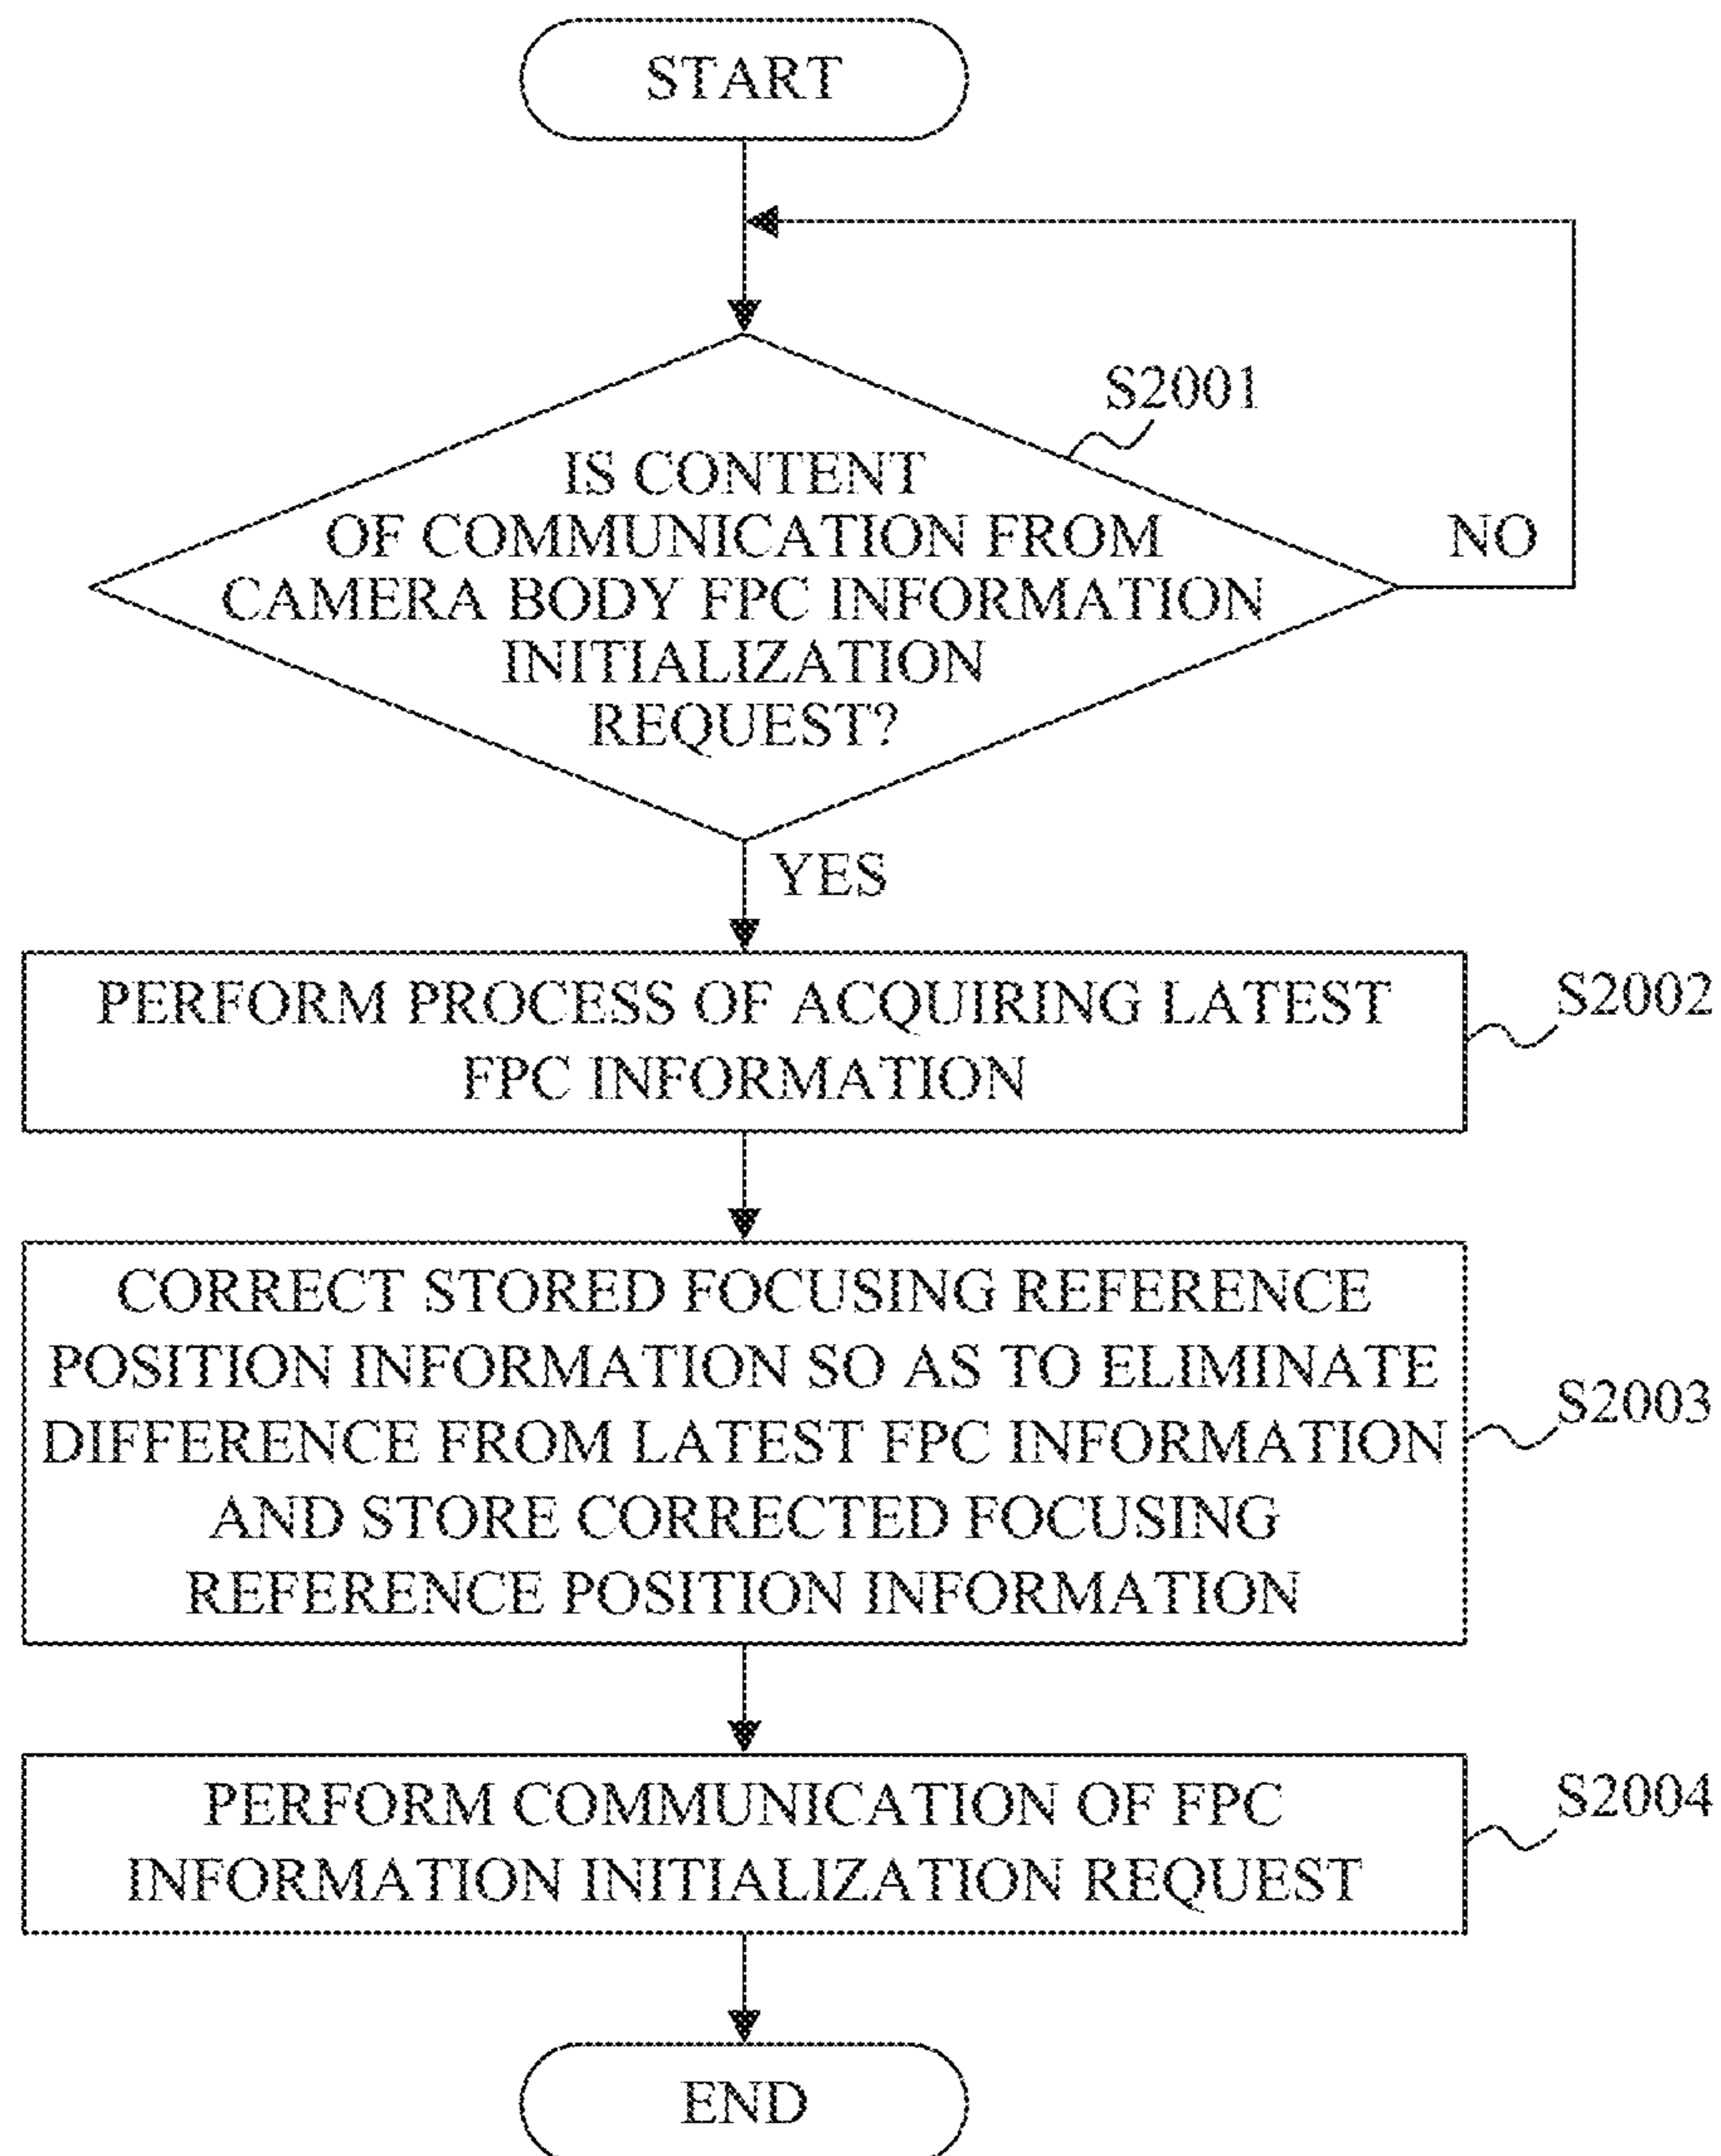 START
S2001
IS CONTENT
OF COMMUNICATION FROM
CAMERA BODY FPC INFORMATION
INITIALIZATION
REQUEST?
NO
YES
PERFORM PROCESS OF ACQUIRING LATEST
FPC INFORMATION
S2002
CORRECT STORED FOCUSING REFERENCE
POSITION INFORMATION SO AS TO ELIMINATE
DIFFERENCE FROM LATEST FPC INFORMATION
AND STORE CORRECTED FOCUSING
REFERENCE POSITION INFORMATION
S2003
PERFORM COMMUNICATION OF FPC
INFORMATION INITIALIZATION REQUEST
S2004
END